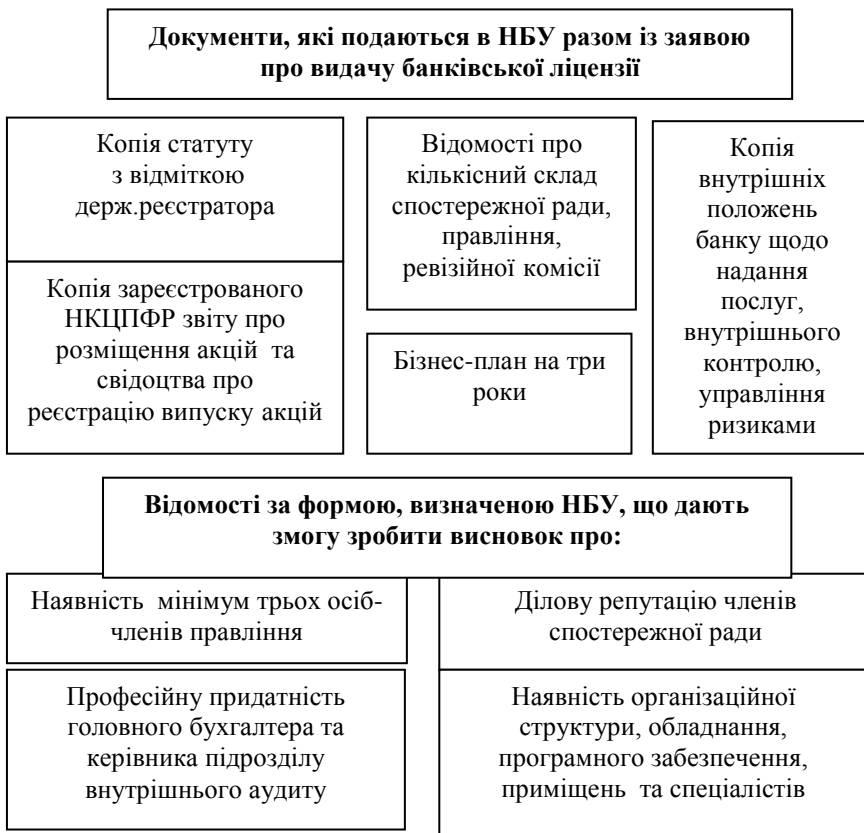 Документи, які подаються в НБУ разом із заявою
про видачу банківської ліцензії
Копія статуту
з відміткою
держ.реєстратора
Копія зареєстрованого
НКЦПФР звіту про
розміщення акцій та
свідоцтва про
реєстрацію випуску акцій
Відомості про
кількісний склад
спостережної ради,
правління,
ревізійної комісії
Бізнес-план на три
роки
Копія
внутрішніх
положень
банку щодо
надання
послуг,
внутрішнього
контролю,
управління
ризиками
Відомості за формою, визначеною НБУ, що дають
змогу зробити висновок про:
Наявність мінімум трьох осіб-
членів правління
Ділову репутацію членів
спостережної ради
Професійну придатність
головного бухгалтера та
керівника підрозділу
внутрішнього аудиту
Наявність організаційної
структури, обладнання,
програмного забезпечення,
приміщень та спеціалістів